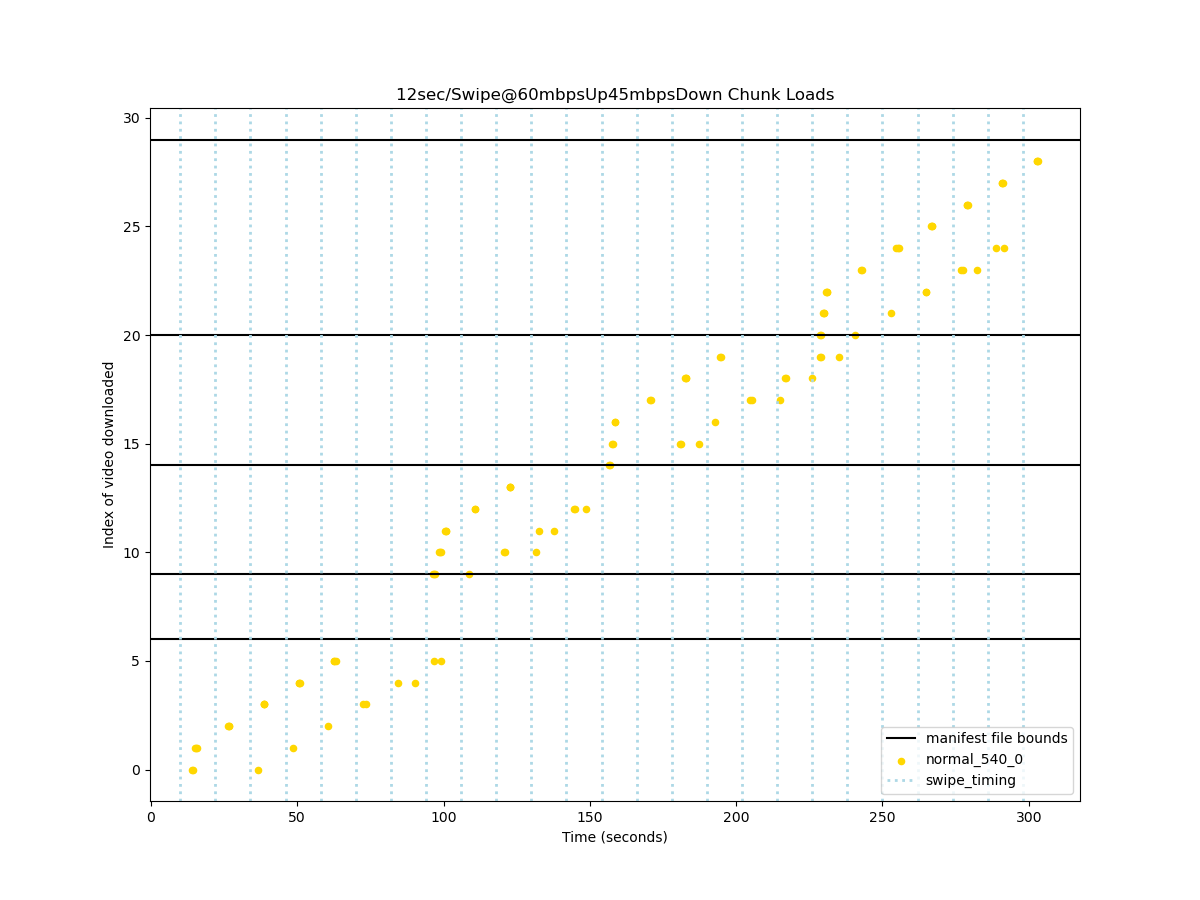 12sec/Swipe@60mbpsUp45mbpsDown Chunk Loads
30
25
20
15
10
5
0
Index of video downloaded
0 50 100 150 200 250 300
Time (seconds)
manifest file bounds
normal_540_0
swipe_timing